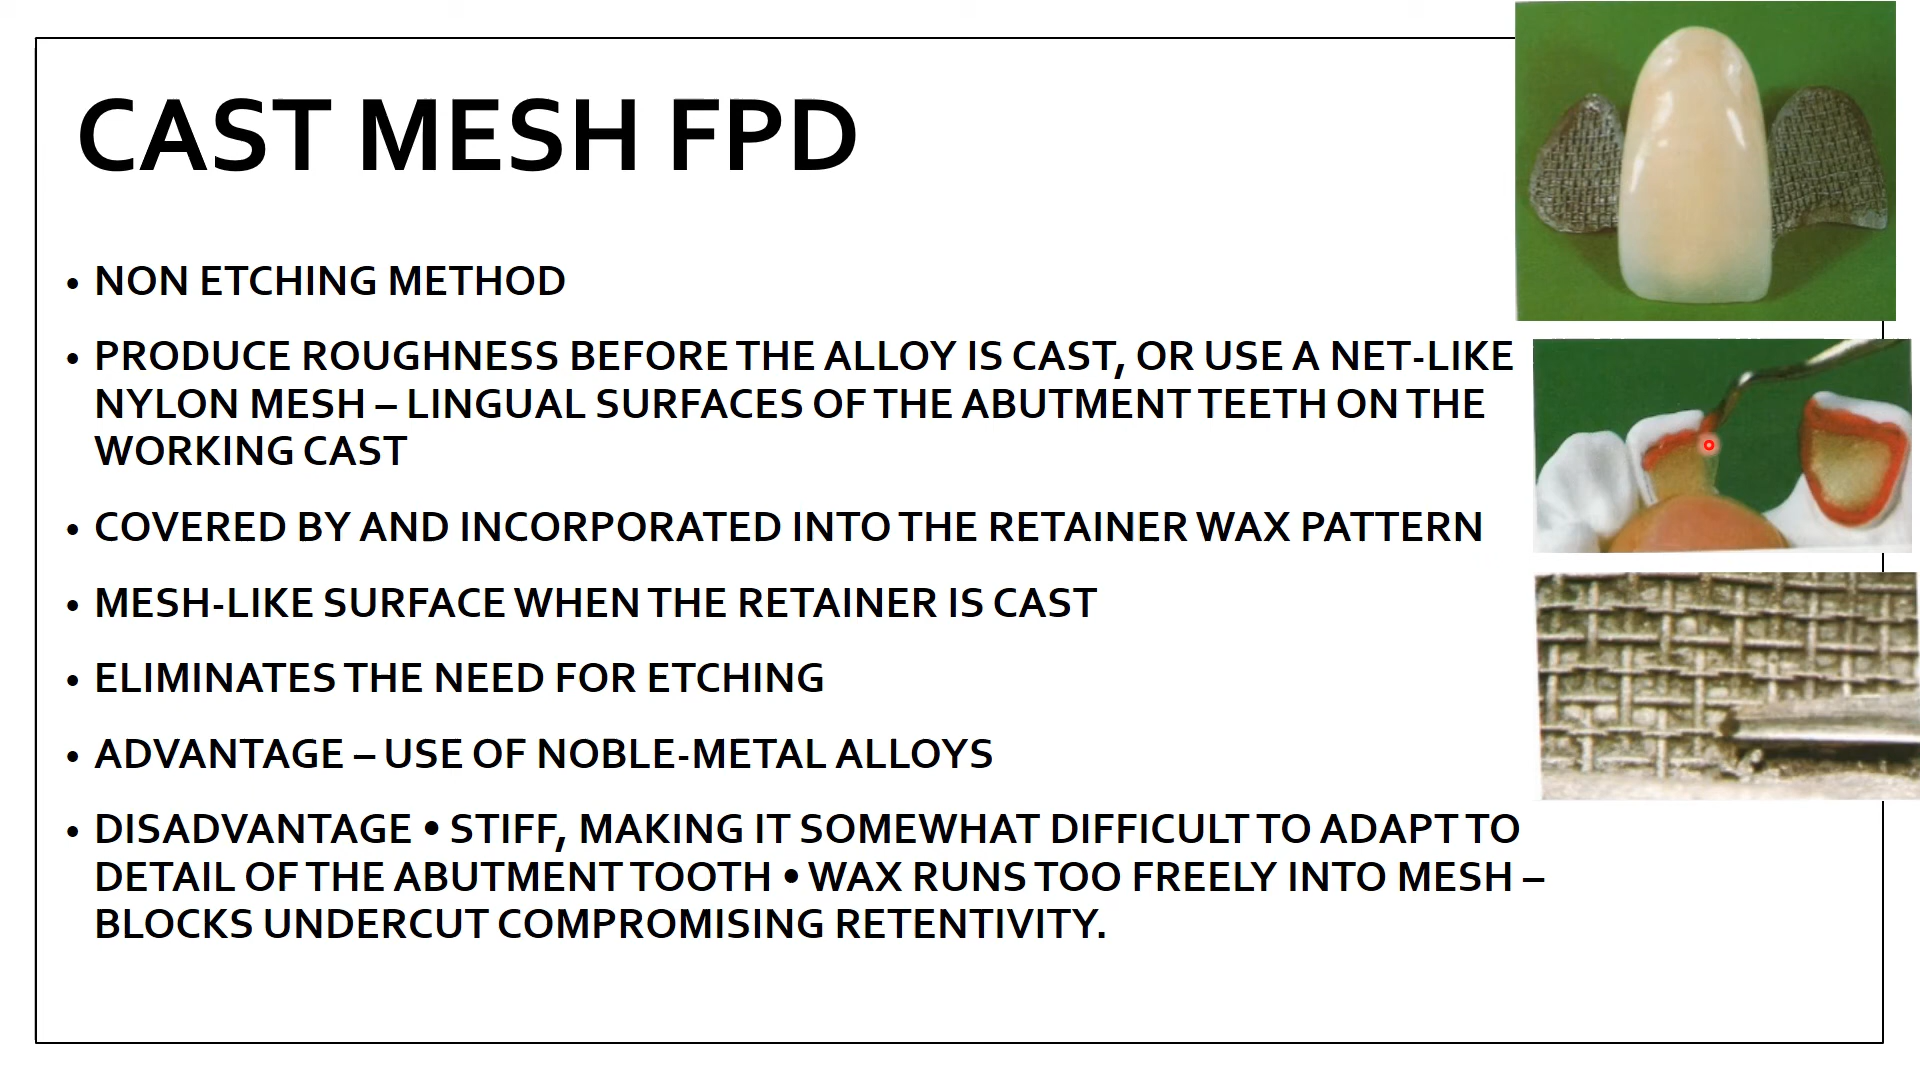 CAST MESH FPD
• NON ETCHING METHOD
• PRODUCE ROUGHNESS BEFORE THE ALLOY IS CAST, OR USE A NET-LIKE
NYLON MESH – LINGUAL SURFACES OF THE ABUTMENT TEETH ON THE
WORKING CAST
• COVERED BY AND INCORPORATED INTO THE RETAINER WAX PATTERN
• MESH-LIKE SURFACE WHEN THE RETAINER IS CAST
• ELIMINATES THE NEED FOR ETCHING
• ADVANTAGE – USE OF NOBLE-METAL ALLOYS
• DISADVANTAGE • STIFF, MAKING IT SOMEWHAT DIFFICULT TO ADAPT TO
DETAIL OF THE ABUTMENT TOOTH • WAX RUNS TOO FREELY INTO MESH –
BLOCKS UNDERCUT COMPROMISING RETENTIVITY.